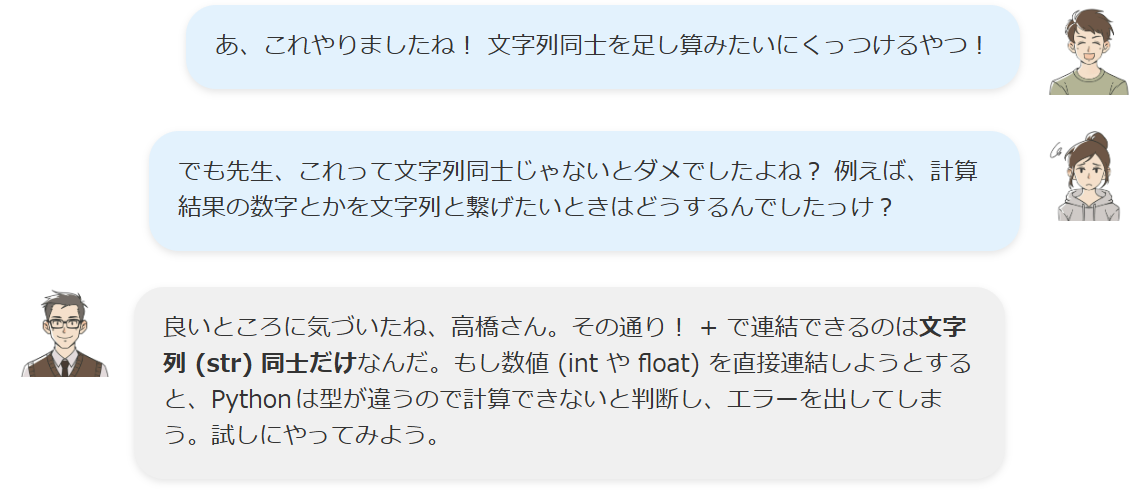 あ、これやりましたね！ 文字列同士を足し算みたいにくっつけるやつ！
でも先生、これって文字列同士じゃないとダメでしたよね？ 例えば、計算
結果の数字とかを文字列と繋げたいときはどうするんでしたっけ？
良いところに気づいたね、高橋さん。その通り！ + で連結できるのは文字
列 (str) 同士だけなんだ。もし数値 (int や float) を直接連結しようとする
と、Pythonは型が違うので計算できないと判断し、エラーを出してしま
う。試しにやってみよう。